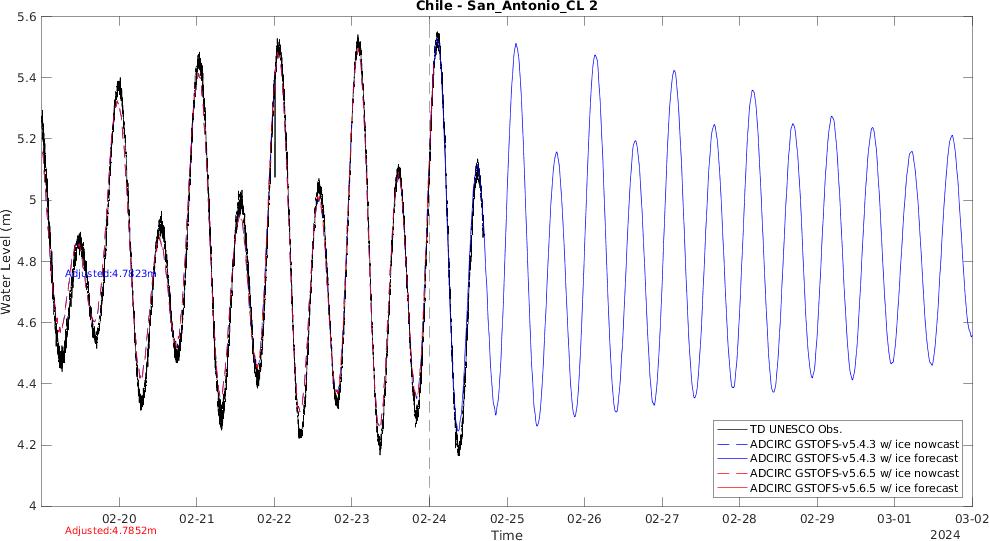 Chile - San_Antonio_CL 2
5.6
5.4
5.2
5
4.8
4.6
4.4
4.2
4
Water Level (m)
Adjusted:4.7823m
TD UNESCO Obs.
ADCIRC GSTOFS-v5.4.3 w/ ice nowcast
ADCIRC GSTOFS-v5.4.3 w/ ice forecast
ADCIRC GSTOFS-v5.6.5 w/ ice nowcast
ADCIRC GSTOFS-v5.6.5 w/ ice forecast
02-20 02-21 02-22 02-23 02-24 02-25 02-26 02-27 02-28 02-29 03-01 03-02
Adjusted:4.7852m
Time
2024